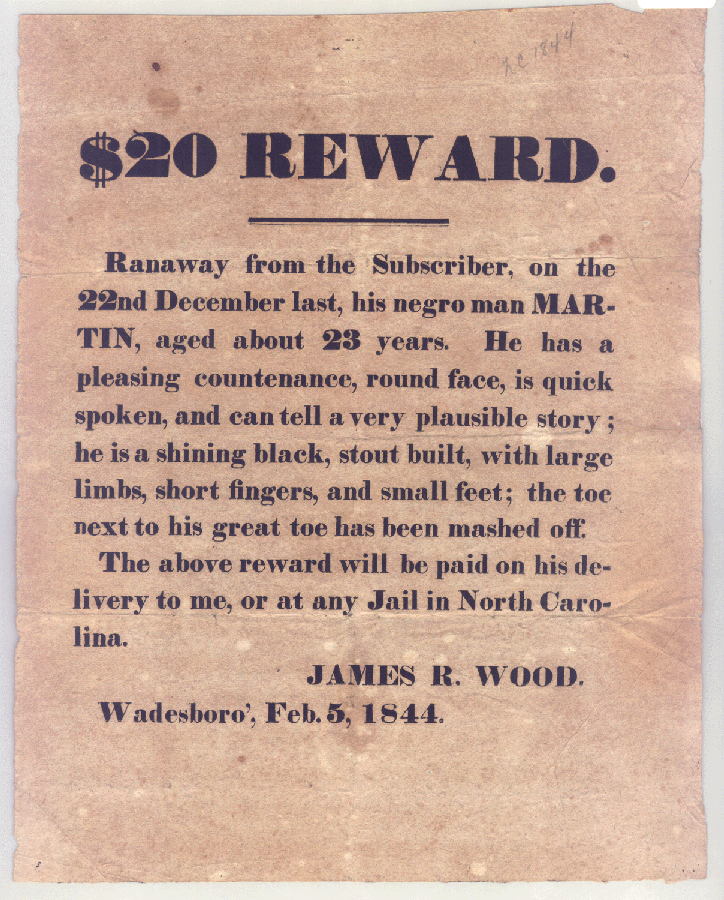 nc 1844
$20 REWARD.
Ranaway from the Subscriber, on the
22nd December last, his negro man MAR-
TIN, aged about 23 years. He has a
pleasing countenance, round face, is quick
spoken, and can tell a very plausible story ;
he is a shining black, stout built, with large
limbs, short fingers, and small feet; the toe
next to his great toe has been mashed off.
The above reward will be paid on his de-
livery to me, or at any Jail in North Caro-
lina.
JAMES R. WOOD.
Wadesboro', Feb. 5, 1844.